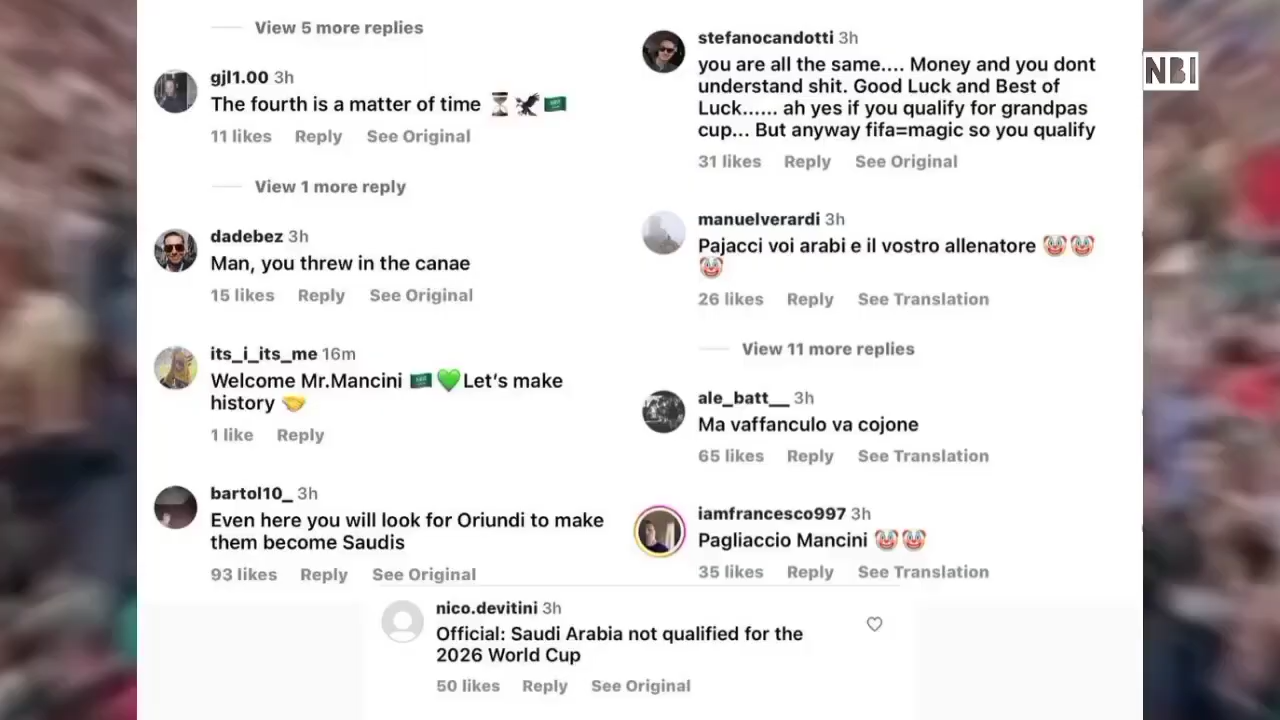 View 5 more replies
gjl1.00 3h
The fourth is a matter of time ⏳🦅🇸🇦
11 likes Reply See Original
View 1 more reply
dadebez 3h
Man, you threw in the canae
15 likes Reply See Original
its_i_its_me 16m
Welcome Mr.Mancini 🇸🇦💚Let's make
history 🤝
1 like Reply
bartol10_ 3h
Even here you will look for Oriundi to make
them become Saudis
93 likes Reply See Original
stefanocandotti 3h
you are all the same.... Money and you dont
understand shit. Good Luck and Best of
Luck...... ah yes if you qualify for grandpas
cup... But anyway fifa=magic so you qualify
31 likes Reply See Original
manuelverardi 3h
Pajacci voi arabi e il vostro allenatore 🤡🤡
🤡
26 likes Reply See Translation
View 11 more replies
ale_batt__ 3h
Ma vaffanculo va cojone
65 likes Reply See Translation
iamfrancesco997 3h
Pagliaccio Mancini 🤡🤡
35 likes Reply See Translation
nico.devitini 3h
Official: Saudi Arabia not qualified for the
2026 World Cup
50 likes Reply See Original
NBI